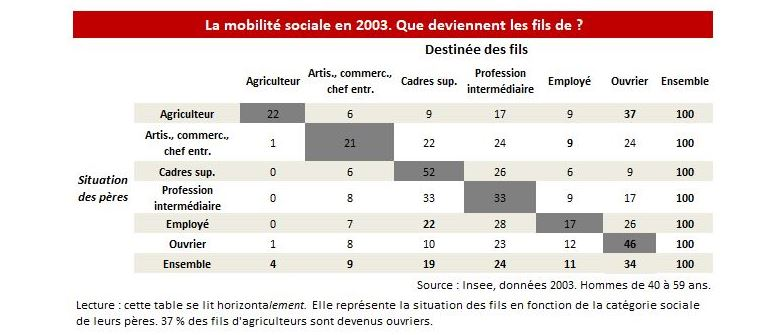 La mobilité sociale en 2003. Que deviennent les fils de ?
Destinée des fils
Agriculteur Artis., commerc., chef entr. Cadres sup. Profession intermédiaire Employé Ouvrier Ensemble
Situation des pères
Agriculteur 22 6 9 17 9 37 100
Artis., commerc., chef entr. 1 21 22 24 9 24 100
Cadres sup. 0 6 52 26 6 9 100
Profession intermédiaire 0 8 33 33 9 17 100
Employé 0 7 22 28 17 26 100
Ouvrier 1 8 10 23 12 46 100
Ensemble 4 9 19 24 11 34 100
Source : Insee, données 2003. Hommes de 40 à 59 ans.
Lecture : cette table se lit horizontalement. Elle représente la situation des fils en fonction de la catégorie sociale
de leurs pères. 37 % des fils d'agriculteurs sont devenus ouvriers.